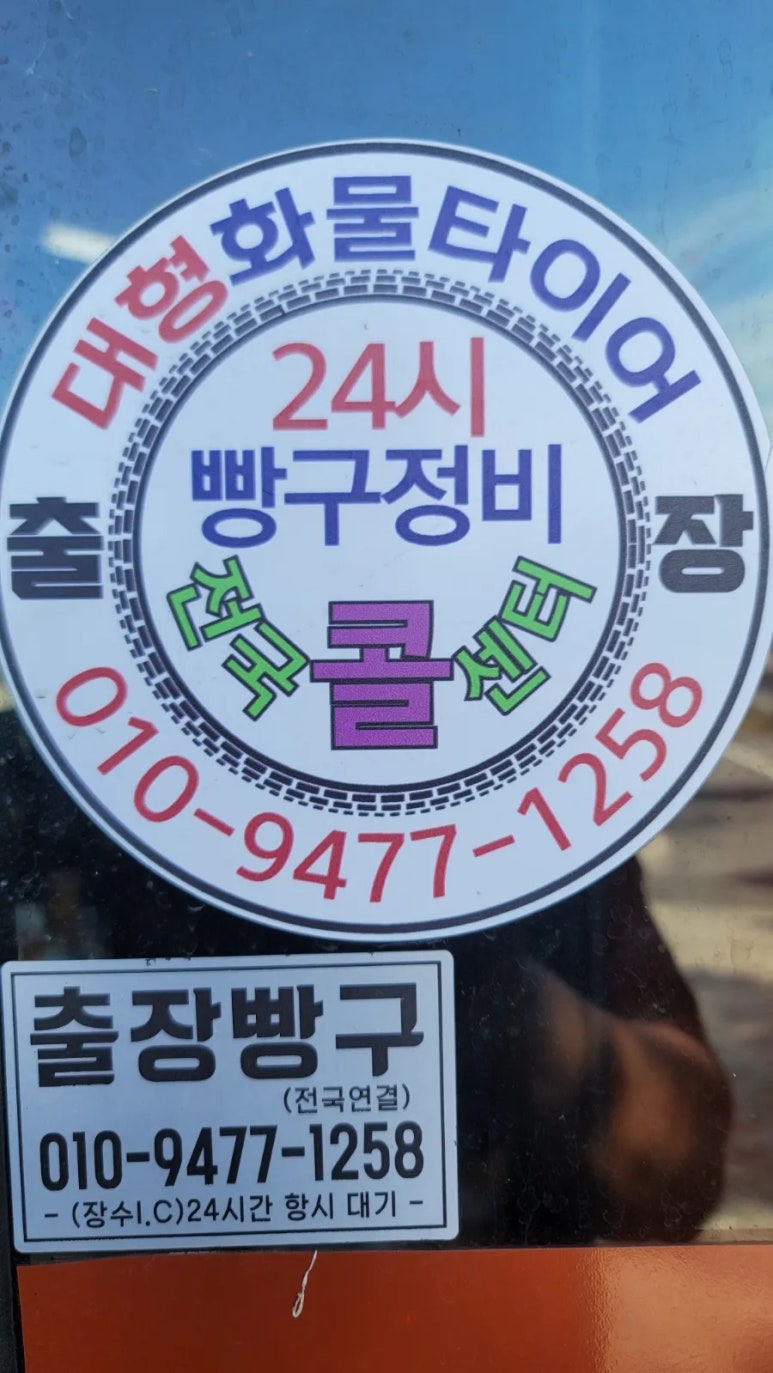 대형화물타이어
24시
빵구정비
출 장
전국콜센터
010-9477-1258
출장빵구
(전국연결)
010-9477-1258
- (장수I.C)24시간 항시 대기 -